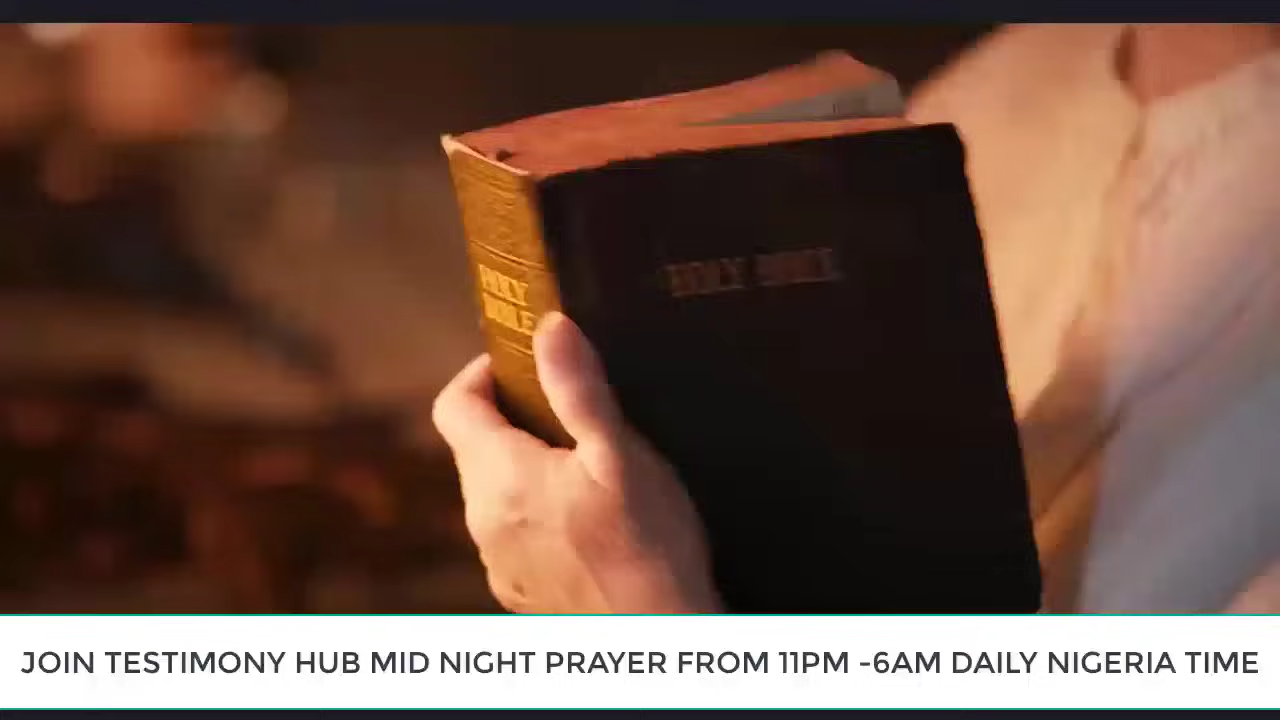 HOLY BIBLE
HOLY
BIBLE
JOIN TESTIMONY HUB MID NIGHT PRAYER FROM 11PM -6AM DAILY NIGERIA TIME